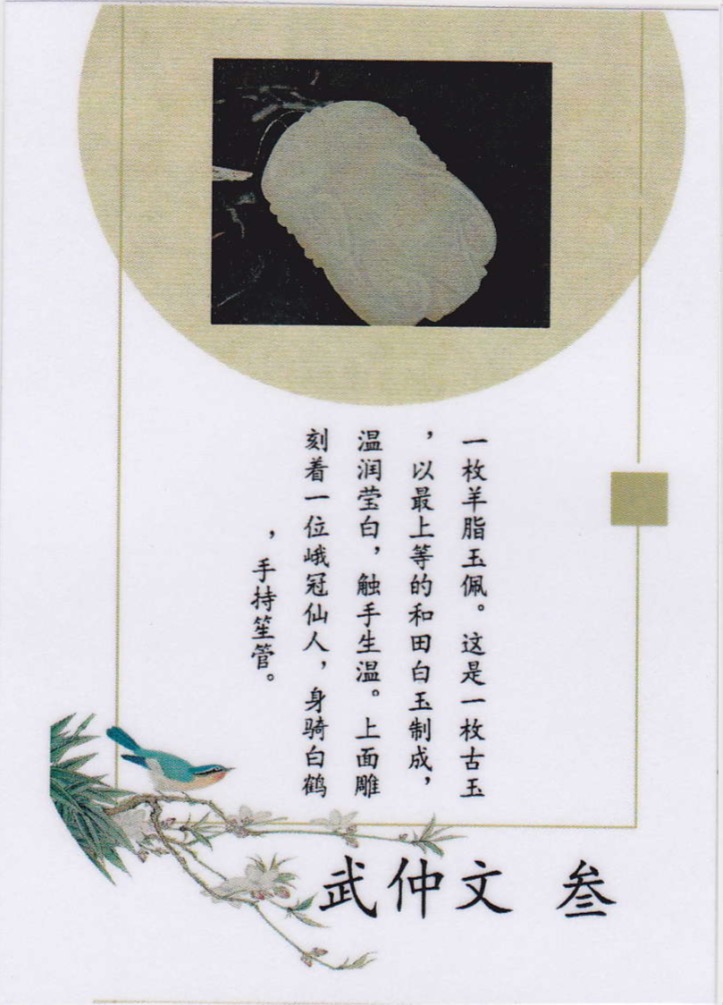 一枚羊脂玉佩。这是一枚古玉
，以最上等的和田白玉制成，
温润莹白，触手生温。上面雕
刻着一位峨冠仙人，身骑白鹤
，手持笙管。
武仲文 叁